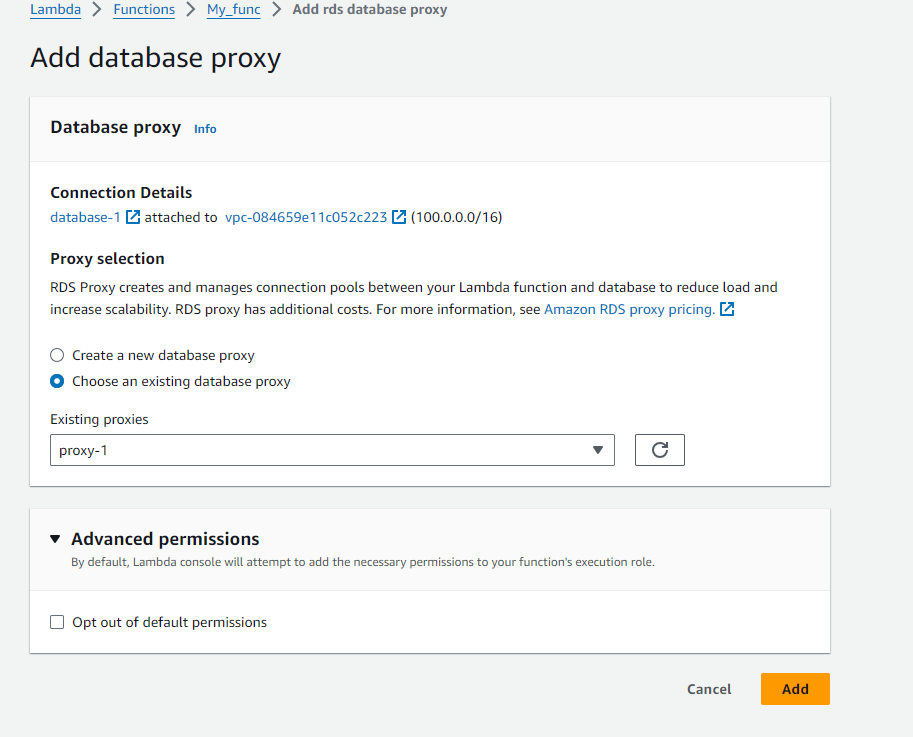 Lambda > Functions > My_func > Add rds database proxy
Add database proxy
Database proxy Info
Connection Details
database-1 attached to vpc-084659e11c052c223 (100.0.0.0/16)
Proxy selection
RDS Proxy creates and manages connection pools between your Lambda function and database to reduce load and
increase scalability. RDS proxy has additional costs. For more information, see Amazon RDS proxy pricing.
Create a new database proxy
Choose an existing database proxy
Existing proxies
proxy-1
Advanced permissions
By default, Lambda console will attempt to add the necessary permissions to your function's execution role.
Opt out of default permissions
Cancel Add